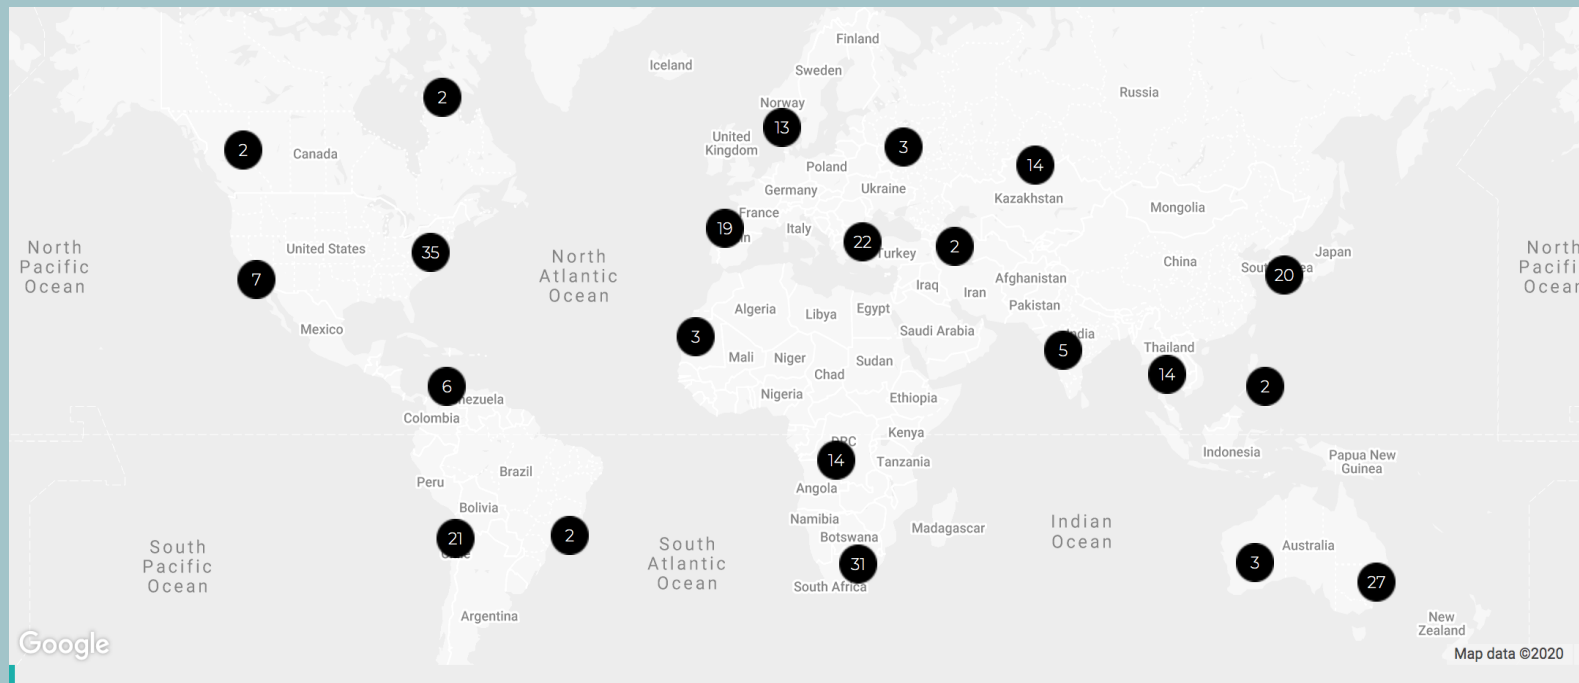 Finland
Iceland
Sweden
Russia
2
Norway
13
United
Kingdom
3
2
Canada
Poland
14
Germany
Ukraine
Kazakhstan
Mongolia
France
19
Italy
22
Turkey
2
North
Pacific
Ocean
United States
35
North
Atlantic
Ocean
China
Japan
20
North
Pacifi
Ocear
7
Afghanistan
Iraq
Iran
Pakistan
Algeria
Libya
Egypt
Saudi Arabia
Mexico
3
5
India
Thailand
Mali
Niger
Sudan
Chad
14
2
6
Nigeria
Ethiopia
Colombia
Kenya
DRC
14
Tanzania
Indonesia
Papua New
Guinea
Brazil
Peru
Angola
Bolivia
Namibia
Madagascar
Indian
Ocean
Botswana
21
2
Australia
South
Pacific
Ocean
South
Atlantic
Ocean
31
South Africa
3
27
Argentina
New
Zealand
Google
Map data ©2020